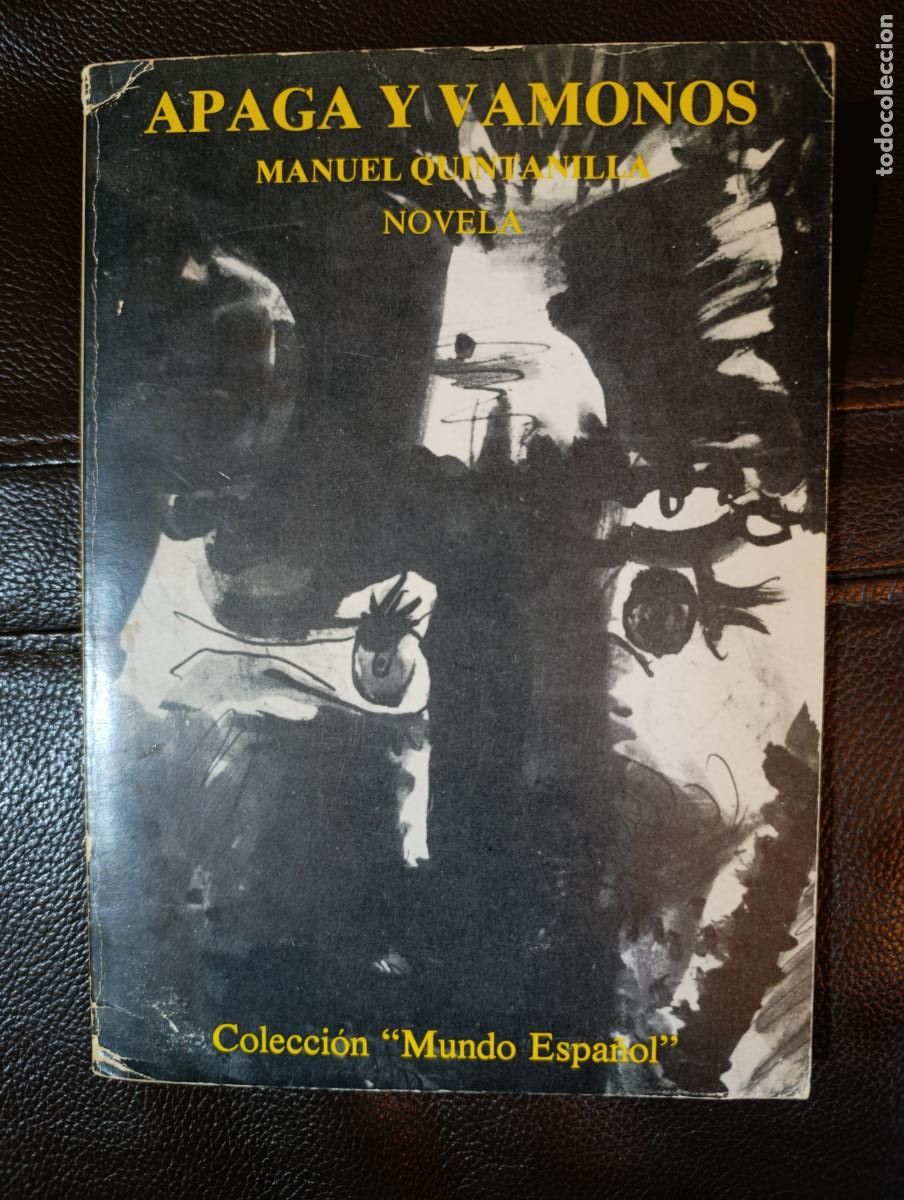 APAGA Y VAMONOS
MANUEL QUINTANILLA
NOVELA
Colección “Mundo Español”
todocoleccion